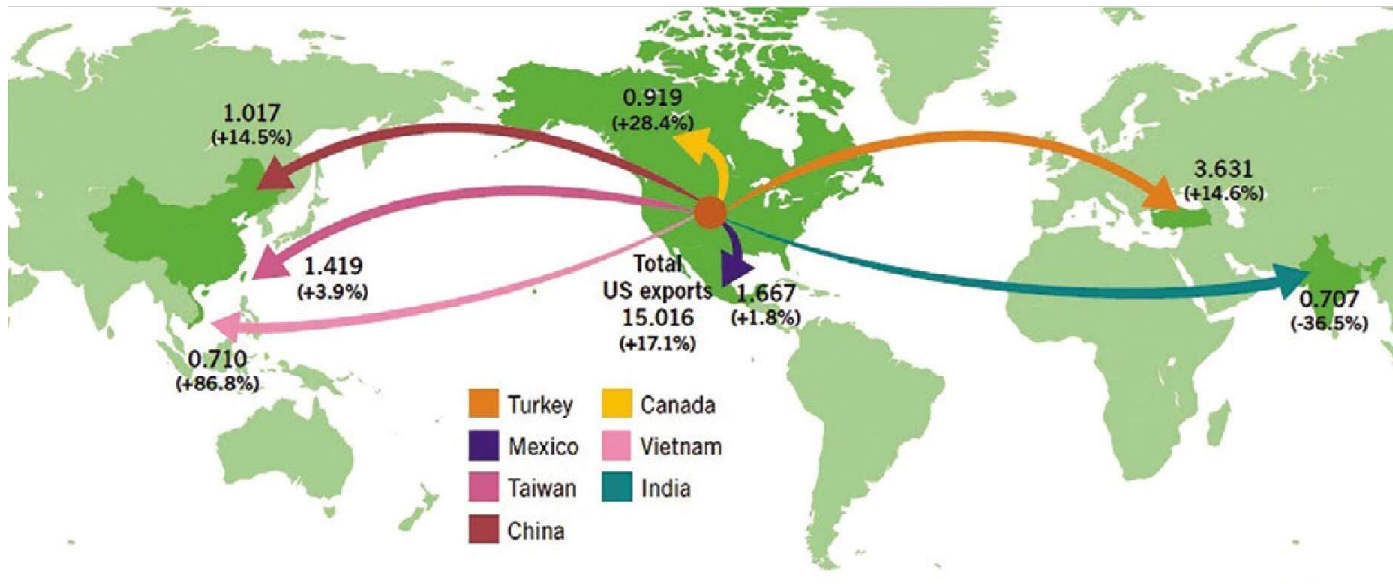 0.919
(+28.4%)
1.017
(+14.5%)
3.631
(+14.6%)
1.419
(+3.9%)
Total
US exports
15.016
(+17.1%)
1.667
(+1.8%)
0.707
(-36.5%)
0.710
(+86.8%)
Turkey
Canada
Mexico
Vietnam
Taiwan
India
China